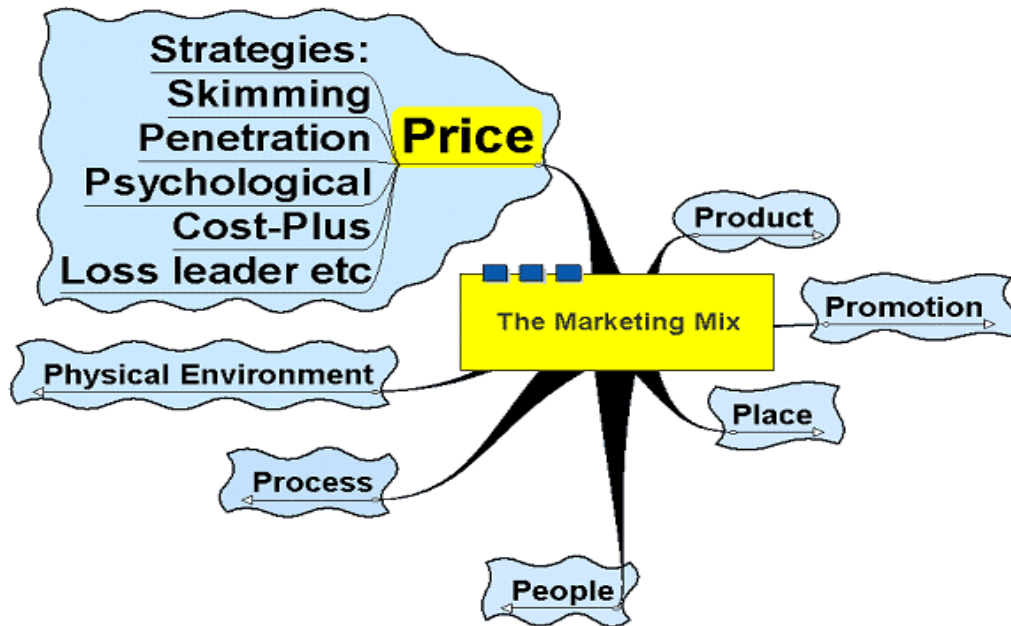 Strategies:
Skimming
Penetration
Psychological
Cost-Plus
Loss leader etc
Price
Product
The Marketing Mix
Promotion
Physical Environment
Place
Process
People